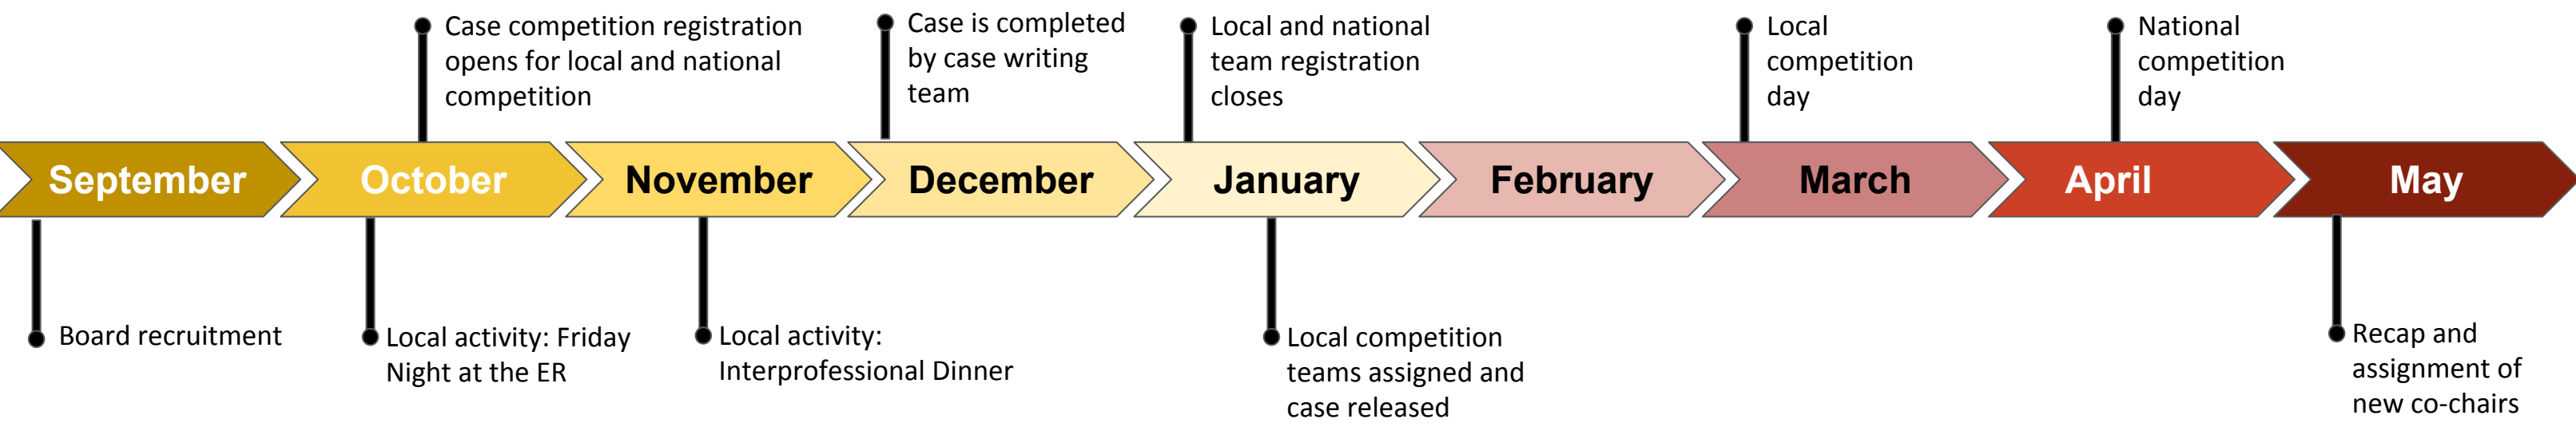 Case competition registration
opens for local and national
competition
Case is completed
by case writing
team
Local and national
team registration
closes
Local
competition
day
National
competition
day
September
October
November
December
January
February
March
April
May
Board recruitment
Local activity: Friday
Night at the ER
Local activity:
Interprofessional Dinner
Local competition
teams assigned and
case released
Recap and
assignment of
new co-chairs